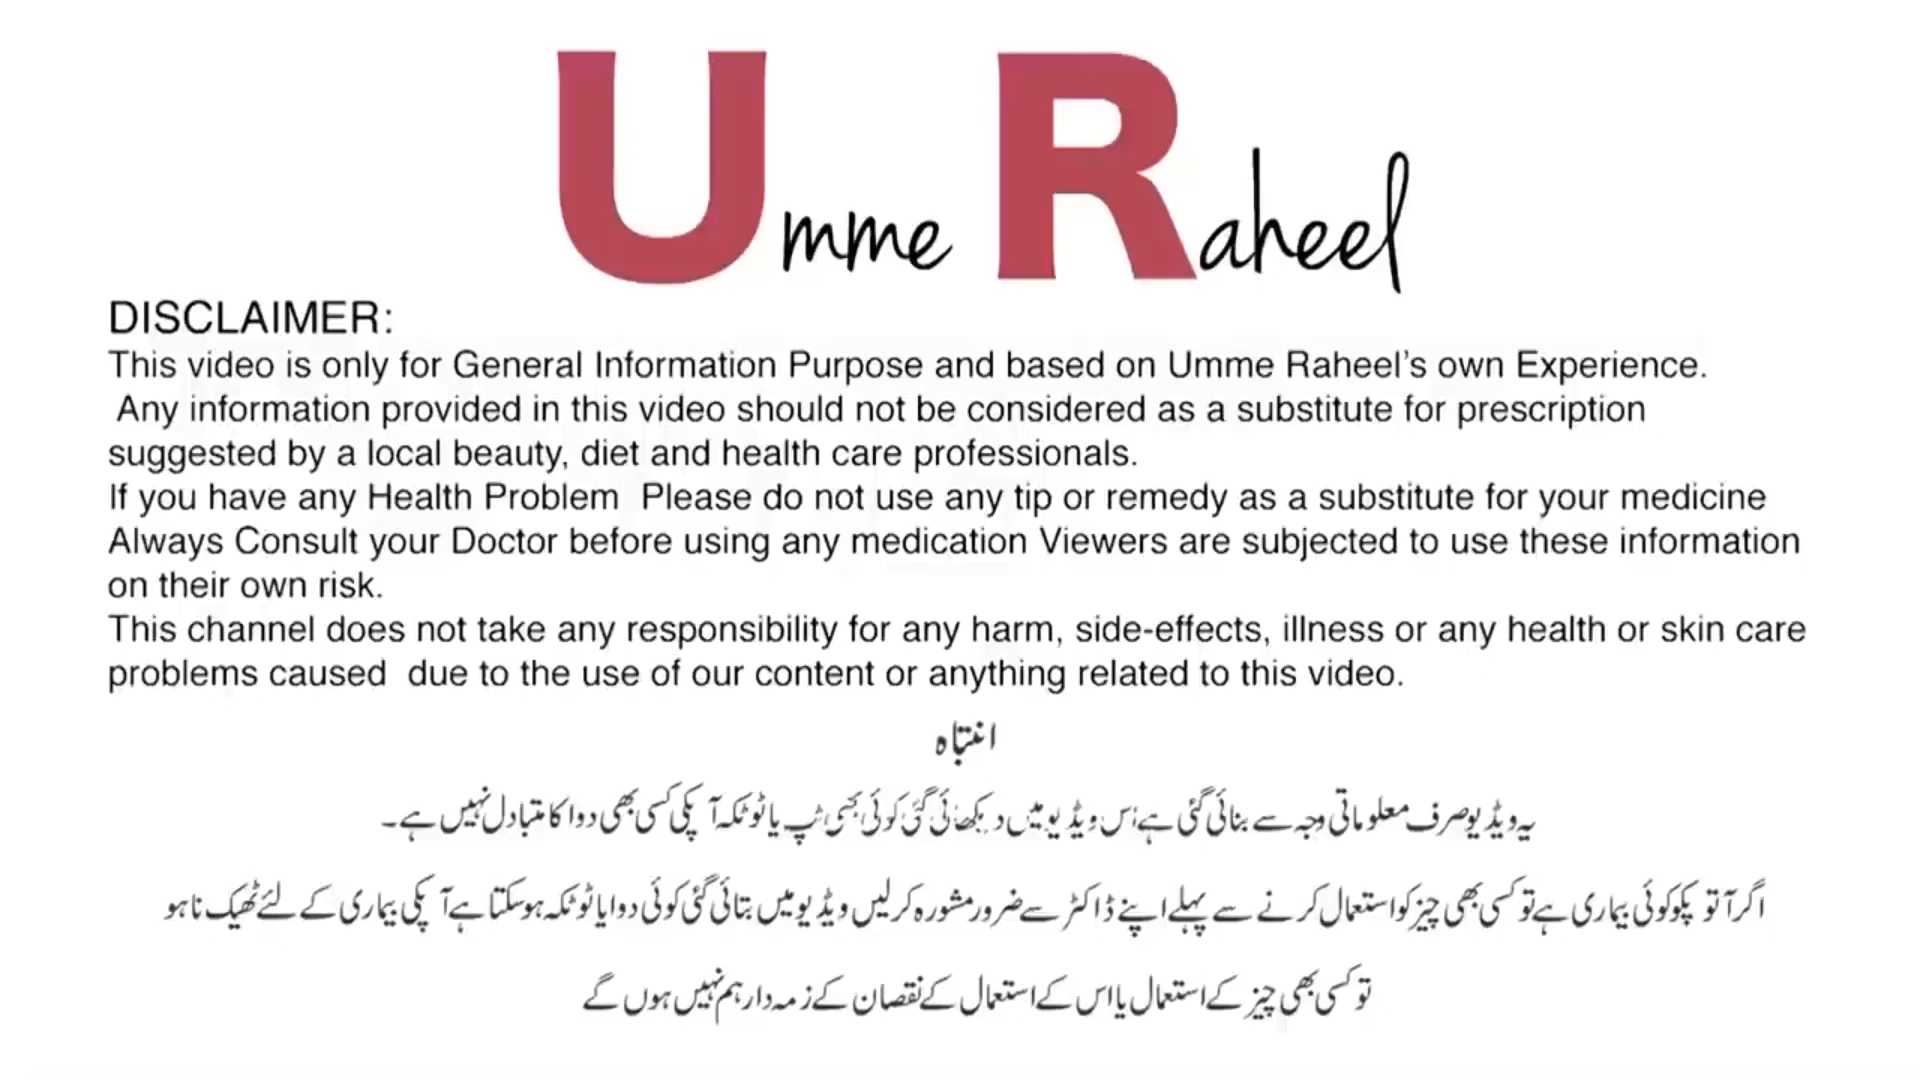 Umme Raheel
DISCLAIMER:
This video is only for General Information Purpose and based on Umme Raheel’s own Experience.
Any information provided in this video should not be considered as a substitute for prescription
suggested by a local beauty, diet and health care professionals.
If you have any Health Problem Please do not use any tip or remedy as a substitute for your medicine
Always Consult your Doctor before using any medication Viewers are subjected to use these information
on their own risk.
This channel does not take any responsibility for any harm, side-effects, illness or any health or skin care
problems caused due to the use of our content or anything related to this video.
انتباہ
یہ ویڈیو صرف معلوماتی وجہ سے بنائی گئی ہے اس ویڈیو میں دیکھائی گئی کوئی بھی ٹپ یا ٹوٹکہ آپکی کسی بھی دوا کا متبادل نہیں ہے۔
اگر آ تو پکو کوئی بیماری ہے تو کسی بھی چیز کو استعمال کرنے سے پہلے اپنے ڈاکٹر سے ضرور مشورہ کر لیں ویڈیو میں بتائی گئی کوئی دوا یا ٹوٹکہ ہو سکتا ہے آپکی بیماری کے لئے ٹھیک نا ہو
تو کسی بھی چیز کے استعمال یا اس کے استعمال کے نقصان کے زمہ دار ہم نہیں ہوں گے